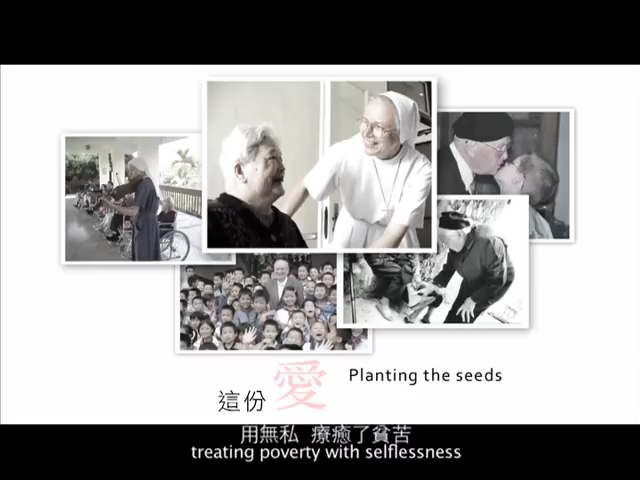 Planting the seeds
這份愛
用無私 療癒了貧苦
treating poverty with selflessness